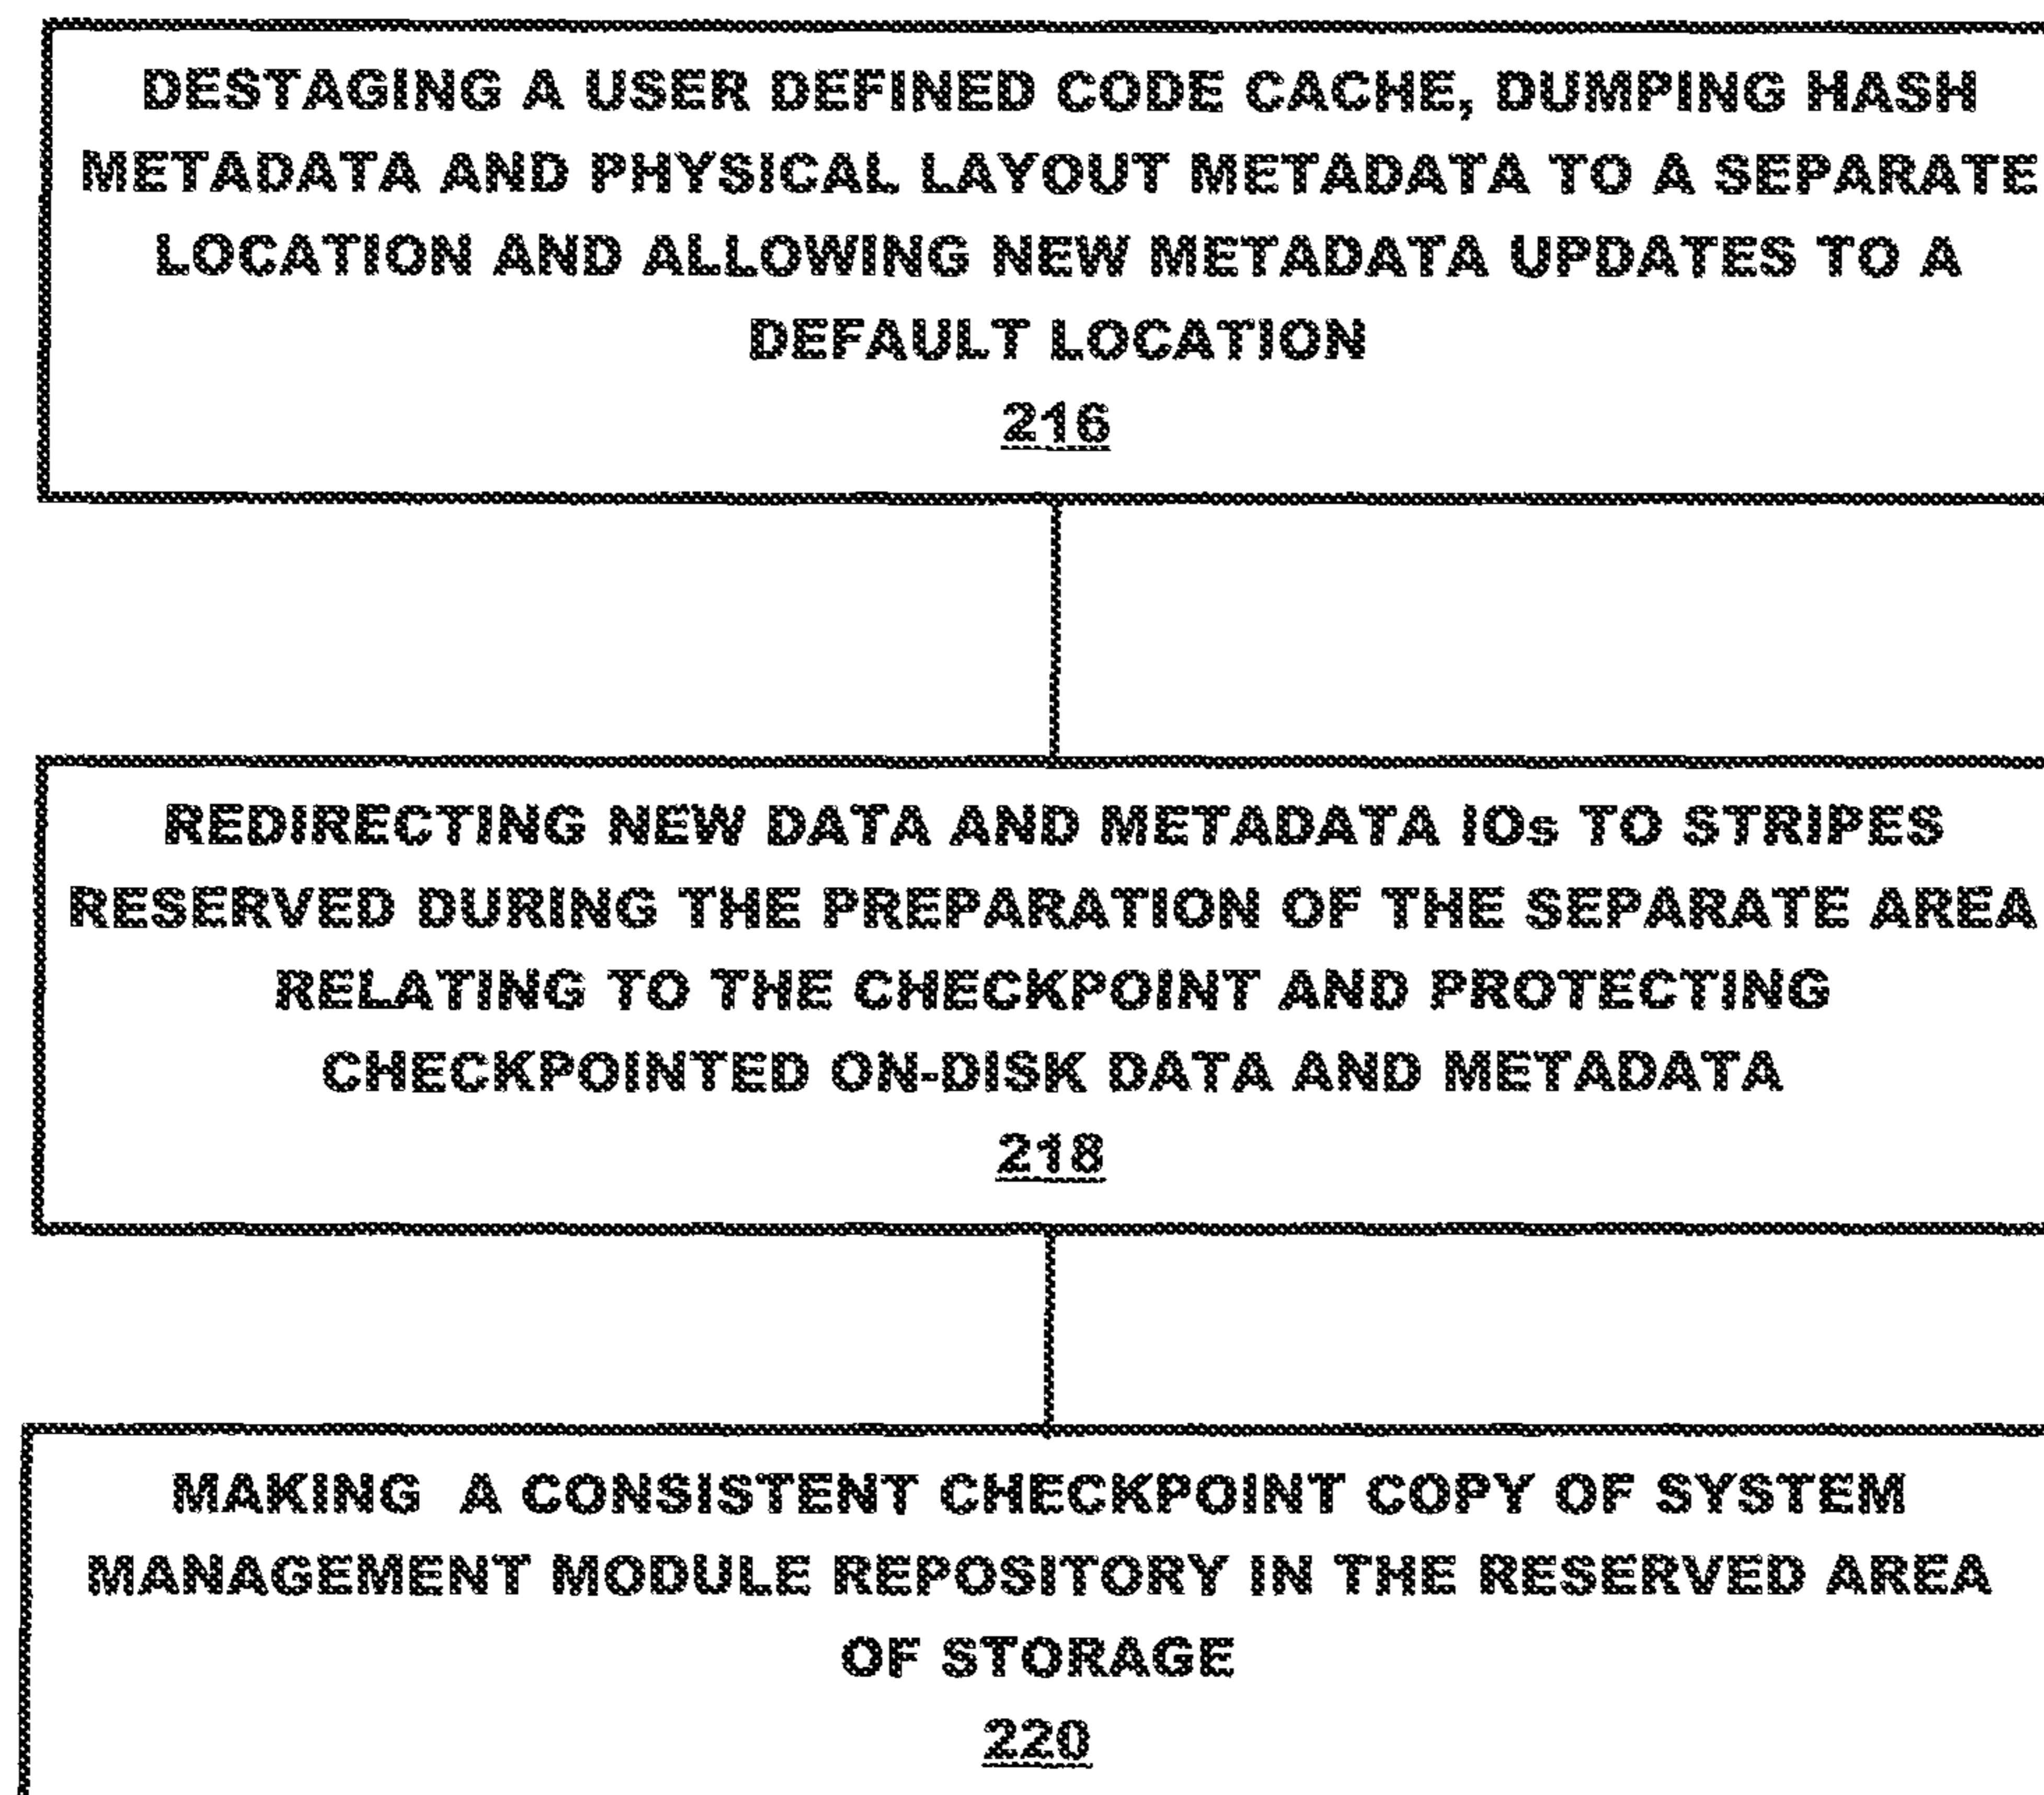 DESTAGING A USER DEFINED CODE CACHE, DUMPING HASH
METADATA AND PHYSICAL LAYOUT METADATA TO A SEPARATE
LOCATION AND ALLOWING NEW METADATA UPDATES TO A
DEFAULT LOCATION
216
REDIRECTING NEW DATA AND METADATA IOs TO STRIPES
RESERVED DURING THE PREPARATION OF THE SEPARATE AREA
RELATING TO THE CHECKPOINT AND PROTECTING
CHECKPOINTED ON-DISK DATA AND METADATA
218
MAKING A CONSISTENT CHECKPOINT COPY OF SYSTEM
MANAGEMENT MODULE REPOSITORY IN THE RESERVED AREA
OF STORAGE
220